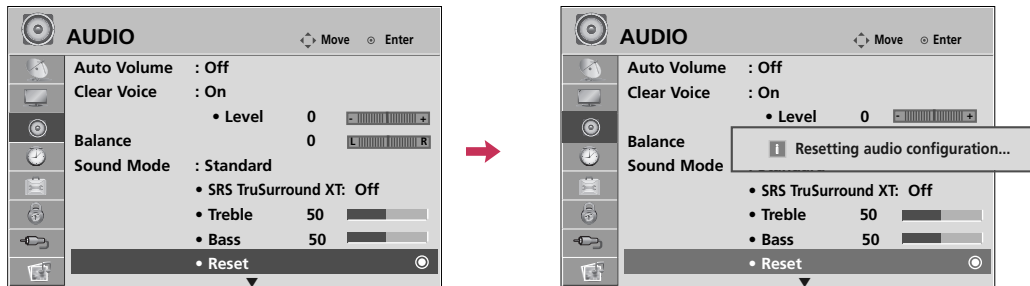 AUDIO Move Enter
Auto Volume : Off
Clear Voice : On
• Level 0 - +
Balance 0 L R
Sound Mode : Standard
• SRS TruSurround XT: Off
• Treble 50
• Bass 50
• Reset
AUDIO Move Enter
Auto Volume : Off
Clear Voice : On
• Level 0 - +
Balance
i Resetting audio configuration...
Sound Mode : Standard
• SRS TruSurround XT: Off
• Treble 50
• Bass 50
• Reset